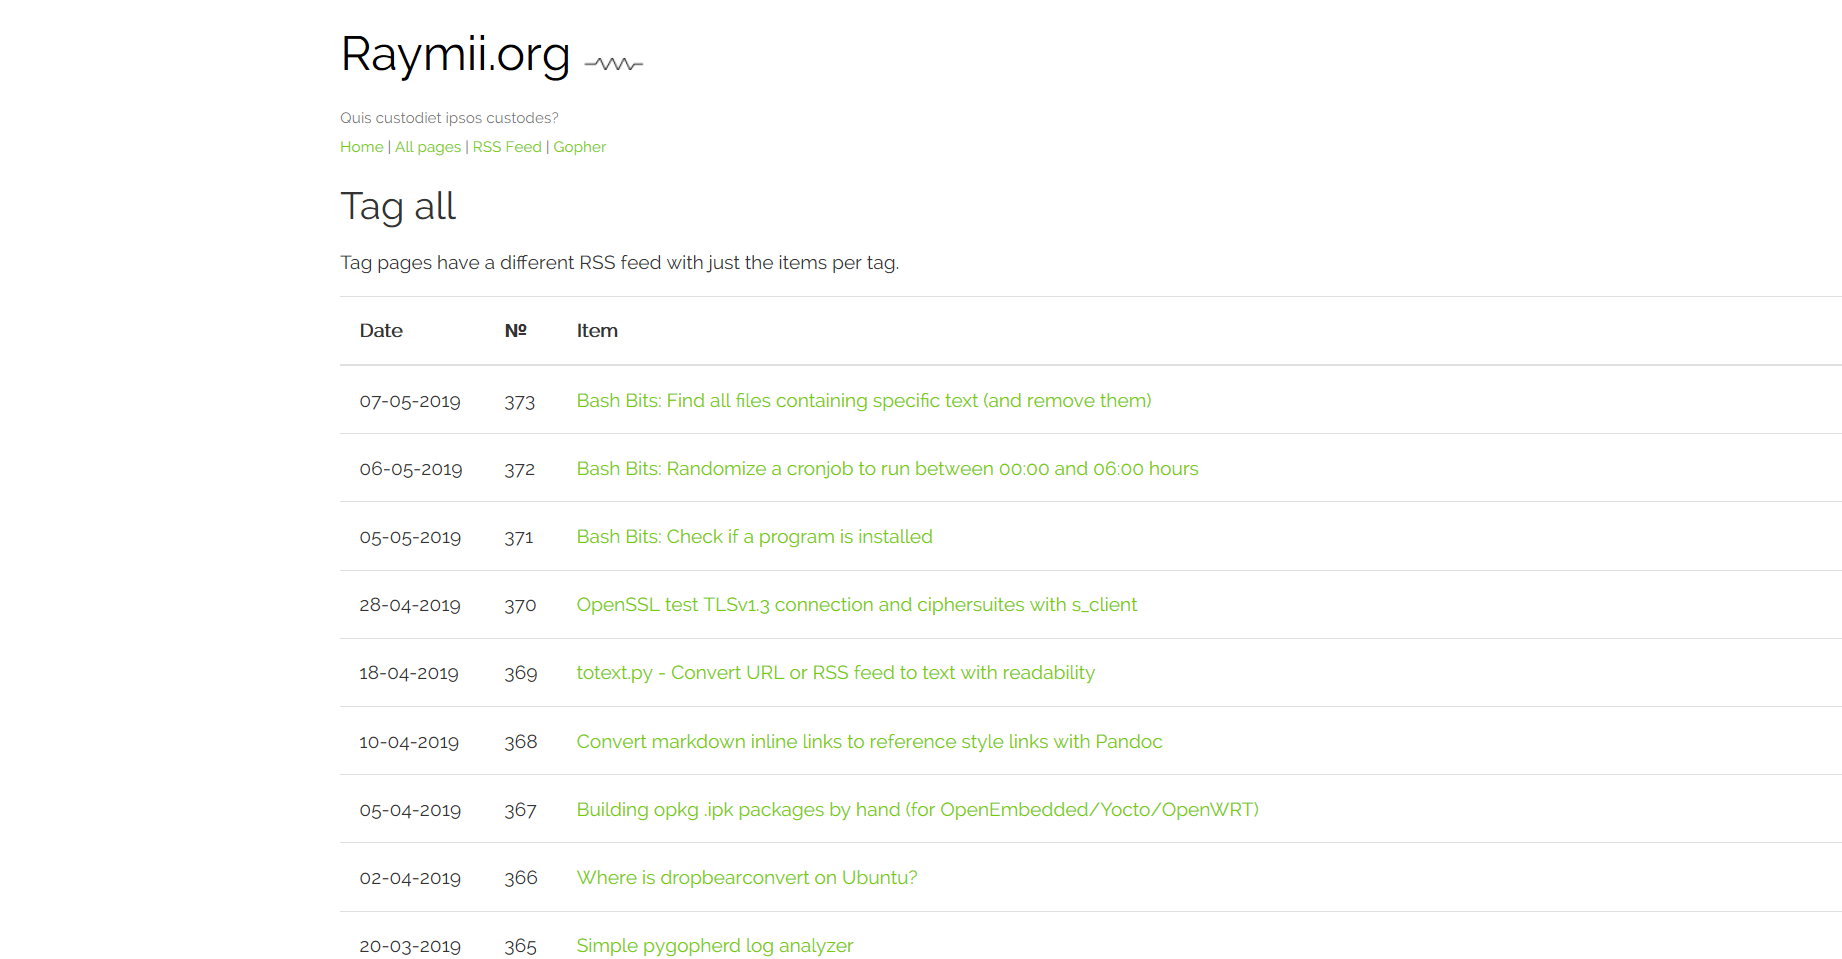 Raymii.org
Quis custodiet ipsos custodes?
Home | All pages | RSS Feed | Gopher
Tag all
Tag pages have a different RSS feed with just the items per tag.
Date № Item
07-05-2019 373 Bash Bits: Find all files containing specific text (and remove them)
06-05-2019 372 Bash Bits: Randomize a cronjob to run between 00:00 and 06:00 hours
05-05-2019 371 Bash Bits: Check if a program is installed
28-04-2019 370 OpenSSL test TLSv1.3 connection and ciphersuites with s_client
18-04-2019 369 totext.py - Convert URL or RSS feed to text with readability
10-04-2019 368 Convert markdown inline links to reference style links with Pandoc
05-04-2019 367 Building opkg .ipk packages by hand (for OpenEmbedded/Yocto/OpenWRT)
02-04-2019 366 Where is dropbearconvert on Ubuntu?
20-03-2019 365 Simple pygopherd log analyzer